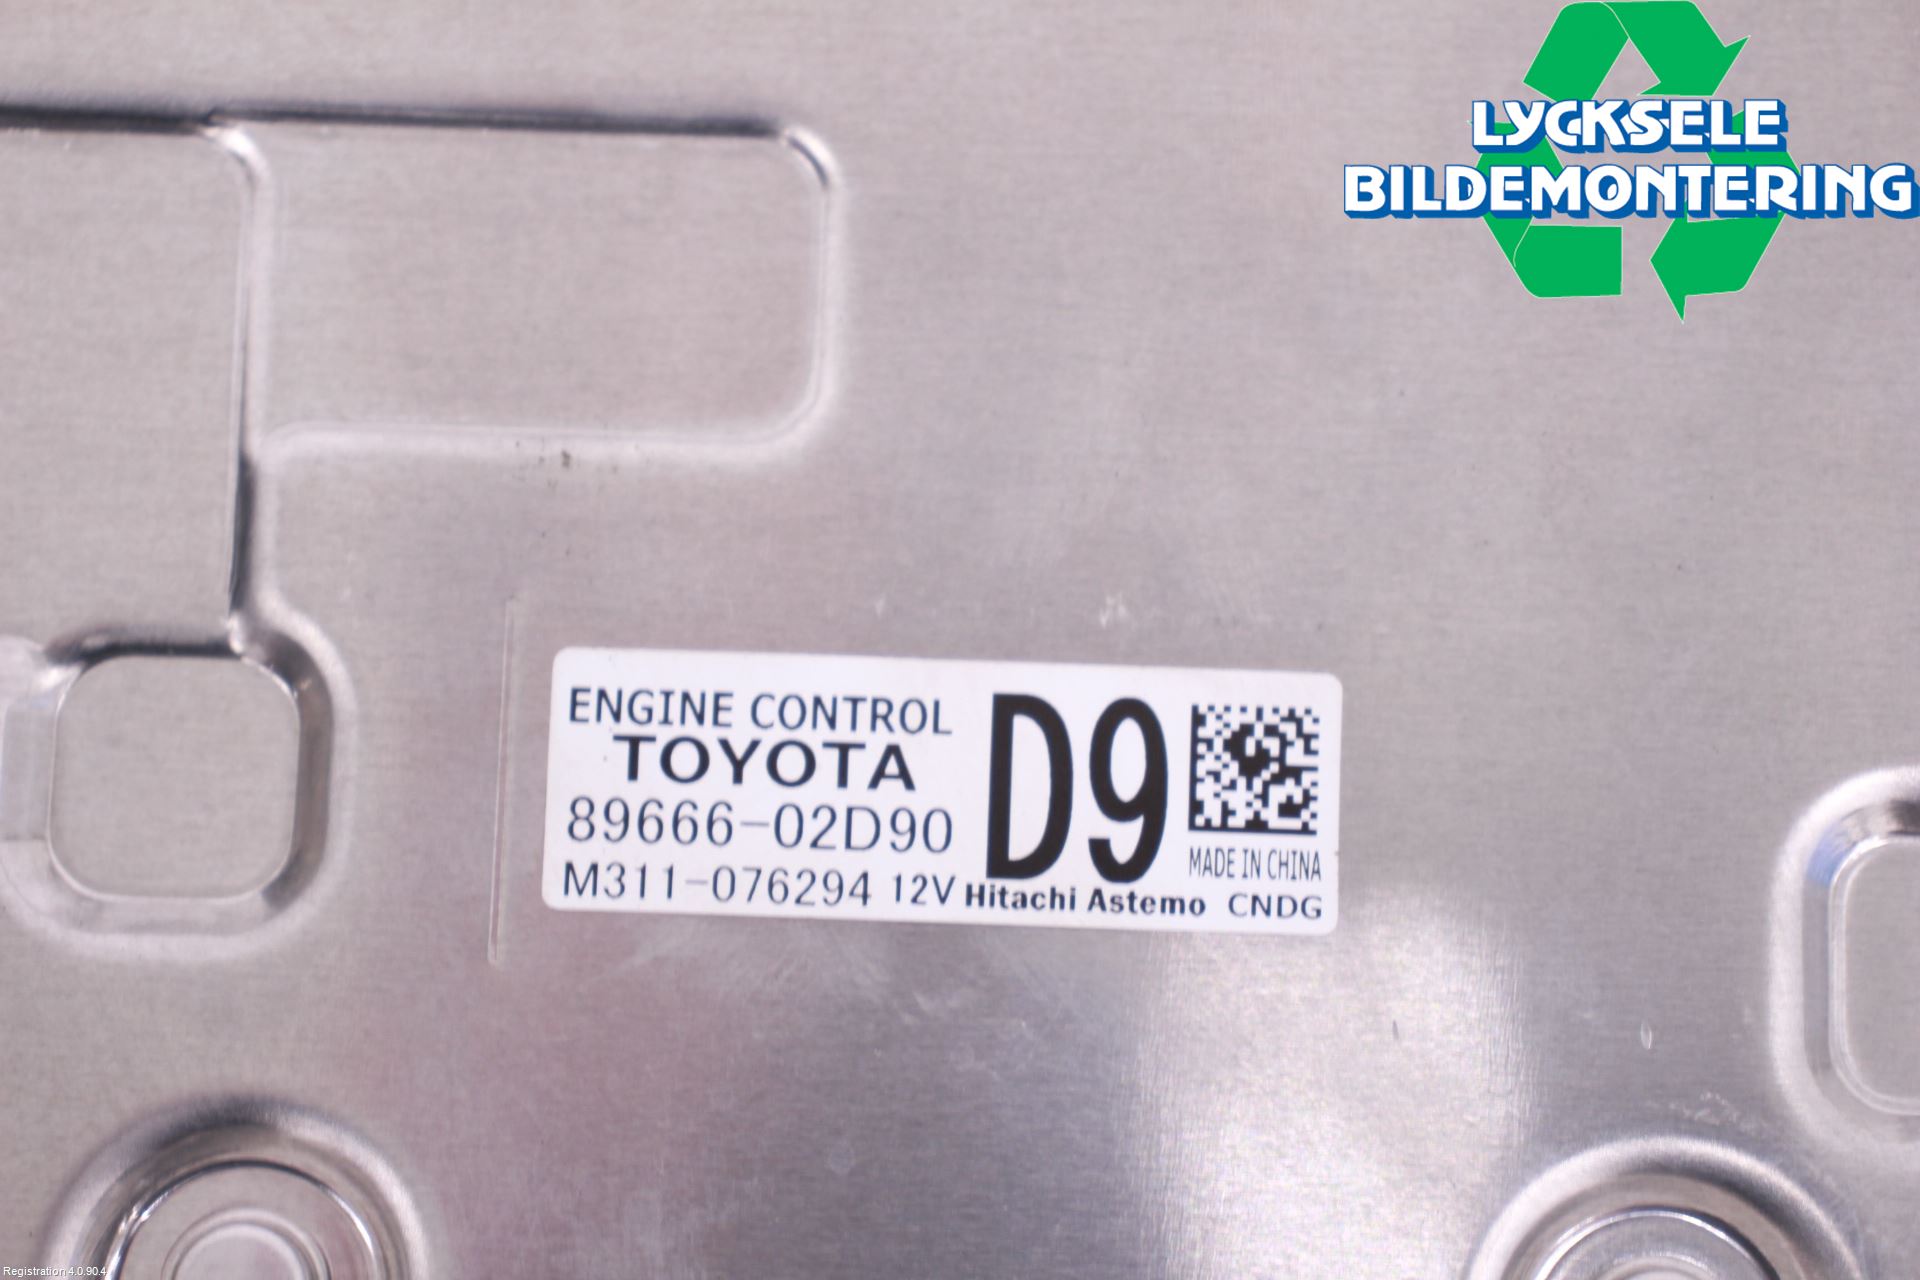 LYCKSELE
BILDEMONTERING
ENGINE CONTROL
TOYOTA
89666-02D90
M311-076294 12V
D9
MADE IN CHINA
Hitachi Astemo CNDG
Registration 4.0.90.4